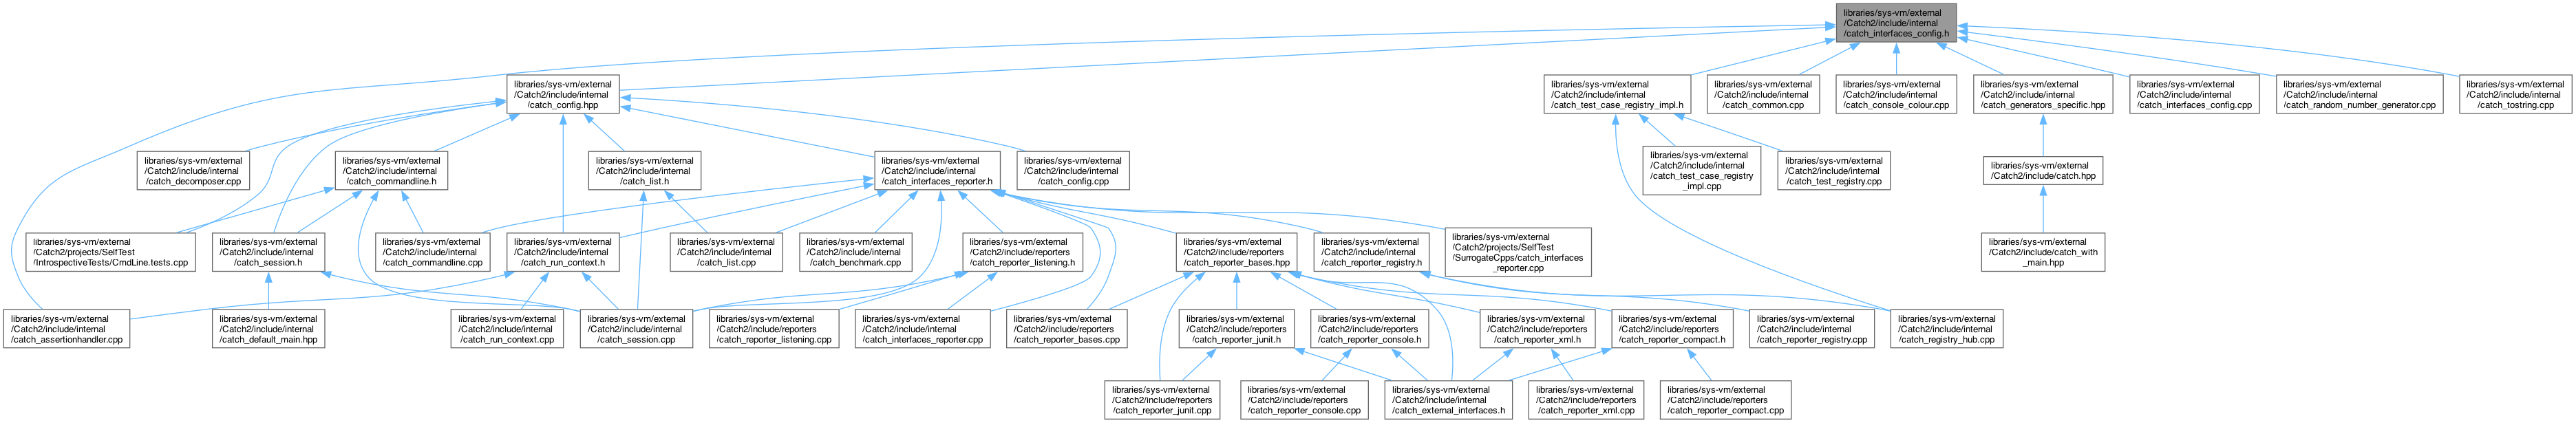 libraries/sys-vm/external
/Catch2/include/internal
/catch_interfaces_config.h
libraries/sys-vm/external
/Catch2/include/internal
/catch_config.hpp
libraries/sys-vm/external
/Catch2/include/internal
/catch_test_case_registry_impl.h
libraries/sys-vm/external
/Catch2/include/internal
/catch_common.cpp
libraries/sys-vm/external
/Catch2/include/internal
/catch_console_colour.cpp
libraries/sys-vm/external
/Catch2/include/internal
/catch_generators_specific.hpp
libraries/sys-vm/external
/Catch2/include/internal
/catch_interfaces_config.cpp
libraries/sys-vm/external
/Catch2/include/internal
/catch_random_number_generator.cpp
libraries/sys-vm/external
/Catch2/include/internal
/catch_tostring.cpp
libraries/sys-vm/external
/Catch2/include/internal
/catch_decomposer.cpp
libraries/sys-vm/external
/Catch2/include/internal
/catch_commandline.h
libraries/sys-vm/external
/Catch2/include/internal
/catch_list.h
libraries/sys-vm/external
/Catch2/include/internal
/catch_interfaces_reporter.h
libraries/sys-vm/external
/Catch2/include/internal
/catch_config.cpp
libraries/sys-vm/external
/Catch2/include/internal
/catch_test_case_registry
_impl.cpp
libraries/sys-vm/external
/Catch2/include/internal
/catch_test_registry.cpp
libraries/sys-vm/external
/Catch2/include/catch.hpp
libraries/sys-vm/external
/Catch2/projects/SelfTest
/IntrospectiveTests/CmdLine.tests.cpp
libraries/sys-vm/external
/Catch2/include/internal
/catch_session.h
libraries/sys-vm/external
/Catch2/include/internal
/catch_commandline.cpp
libraries/sys-vm/external
/Catch2/include/internal
/catch_run_context.h
libraries/sys-vm/external
/Catch2/include/internal
/catch_list.cpp
libraries/sys-vm/external
/Catch2/include/internal
/catch_benchmark.cpp
libraries/sys-vm/external
/Catch2/include/reporters
/catch_reporter_listening.h
libraries/sys-vm/external
/Catch2/include/reporters
/catch_reporter_bases.hpp
libraries/sys-vm/external
/Catch2/include/internal
/catch_reporter_registry.h
libraries/sys-vm/external
/Catch2/projects/SelfTest
/SurrogateCpps/catch_interfaces
_reporter.cpp
libraries/sys-vm/external
/Catch2/include/catch_with
_main.hpp
libraries/sys-vm/external
/Catch2/include/internal
/catch_assertionhandler.cpp
libraries/sys-vm/external
/Catch2/include/internal
/catch_default_main.hpp
libraries/sys-vm/external
/Catch2/include/internal
/catch_run_context.cpp
libraries/sys-vm/external
/Catch2/include/internal
/catch_session.cpp
libraries/sys-vm/external
/Catch2/include/reporters
/catch_reporter_listening.cpp
libraries/sys-vm/external
/Catch2/include/internal
/catch_interfaces_reporter.cpp
libraries/sys-vm/external
/Catch2/include/reporters
/catch_reporter_bases.cpp
libraries/sys-vm/external
/Catch2/include/reporters
/catch_reporter_junit.h
libraries/sys-vm/external
/Catch2/include/reporters
/catch_reporter_console.h
libraries/sys-vm/external
/Catch2/include/reporters
/catch_reporter_xml.h
libraries/sys-vm/external
/Catch2/include/reporters
/catch_reporter_compact.h
libraries/sys-vm/external
/Catch2/include/internal
/catch_reporter_registry.cpp
libraries/sys-vm/external
/Catch2/include/internal
/catch_registry_hub.cpp
libraries/sys-vm/external
/Catch2/include/reporters
/catch_reporter_junit.cpp
libraries/sys-vm/external
/Catch2/include/reporters
/catch_reporter_console.cpp
libraries/sys-vm/external
/Catch2/include/internal
/catch_external_interfaces.h
libraries/sys-vm/external
/Catch2/include/reporters
/catch_reporter_xml.cpp
libraries/sys-vm/external
/Catch2/include/reporters
/catch_reporter_compact.cpp